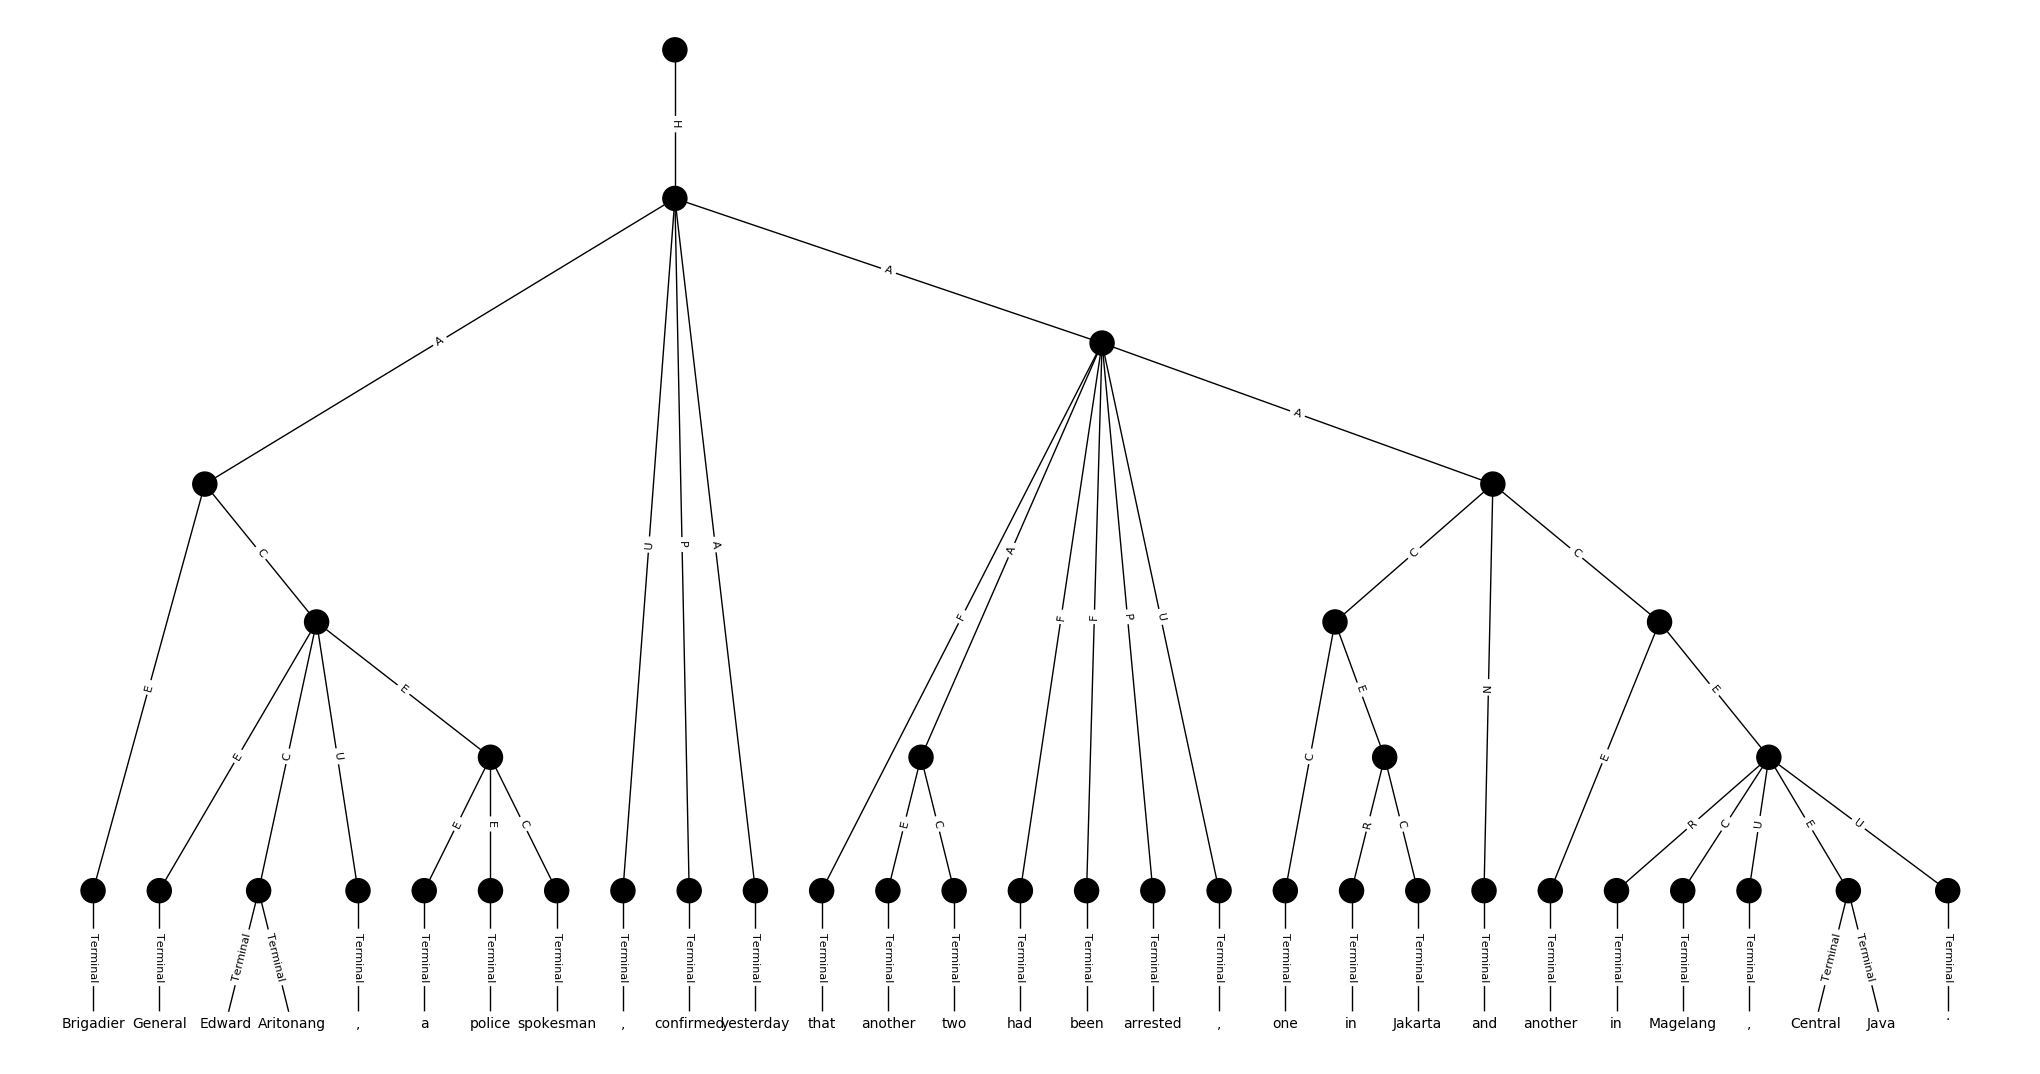 H
A
A
A
C
C
C
U
P
A
A
F
F
F
P
U
E
E
E
E
N
E
C
U
C
E
E
E
C
E
C
R
C
R
C
U
E
U
Terminal Terminal Terminal Terminal Terminal Terminal Terminal Terminal Terminal Terminal Terminal Terminal Terminal Terminal Terminal Terminal Terminal Terminal Terminal Terminal Terminal Terminal Terminal Terminal Terminal Terminal Terminal Terminal Terminal
Brigadier General Edward Aritonang , a police spokesman , confirmed yesterday that another two had been arrested , one in Jakarta and another in Magelang , Central Java .